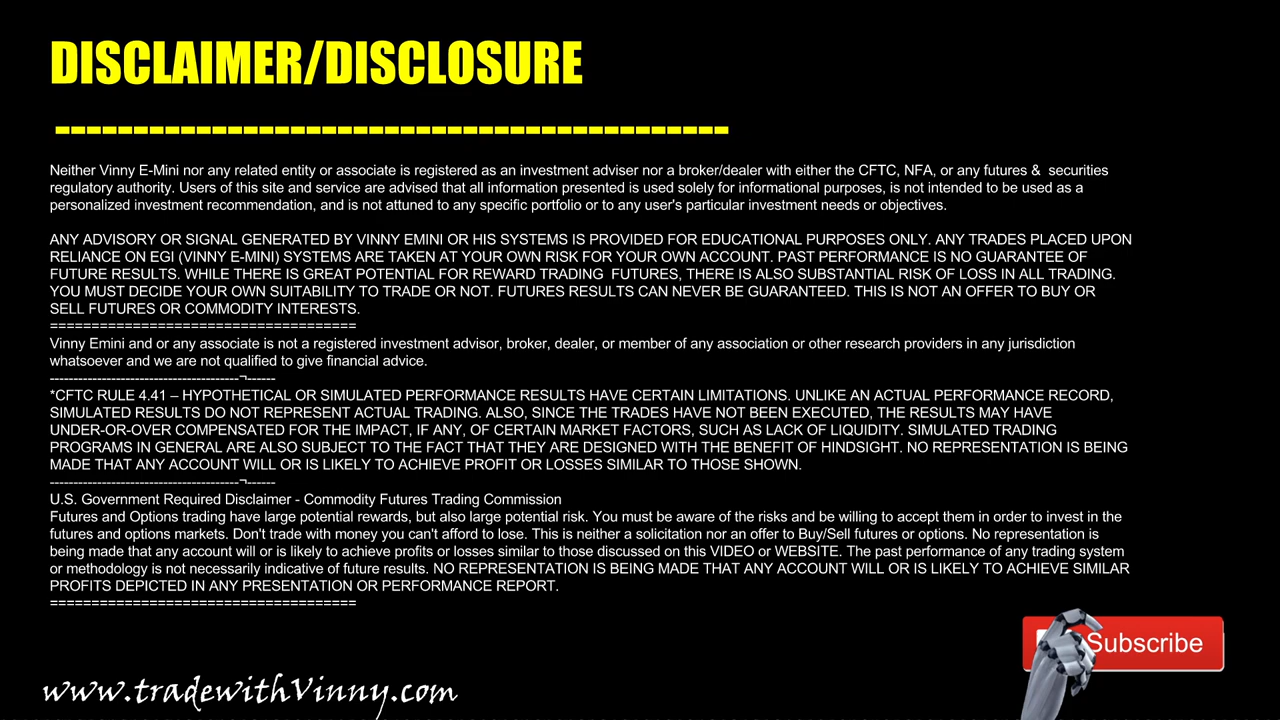 DISCLAIMER/DISCLOSURE
--------------------------------------------
Neither Vinny E-Mini nor any related entity or associate is registered as an investment adviser nor a broker/dealer with either the CFTC, NFA, or any futures & securities
regulatory authority. Users of this site and service are advised that all information presented is used solely for informational purposes, is not intended to be used as a
personalized investment recommendation, and is not attuned to any specific portfolio or to any user's particular investment needs or objectives.
ANY ADVISORY OR SIGNAL GENERATED BY VINNY EMINI OR HIS SYSTEMS IS PROVIDED FOR EDUCATIONAL PURPOSES ONLY. ANY TRADES PLACED UPON
RELIANCE ON EGI (VINNY E-MINI) SYSTEMS ARE TAKEN AT YOUR OWN RISK FOR YOUR OWN ACCOUNT. PAST PERFORMANCE IS NO GUARANTEE OF
FUTURE RESULTS. WHILE THERE IS GREAT POTENTIAL FOR REWARD TRADING FUTURES, THERE IS ALSO SUBSTANTIAL RISK OF LOSS IN ALL TRADING.
YOU MUST DECIDE YOUR OWN SUITABILITY TO TRADE OR NOT. FUTURES RESULTS CAN NEVER BE GUARANTEED. THIS IS NOT AN OFFER TO BUY OR
SELL FUTURES OR COMMODITY INTERESTS.
=====================================
Vinny Emini and or any associate is not a registered investment advisor, broker, dealer, or member of any association or other research providers in any jurisdiction
whatsoever and we are not qualified to give financial advice.
-----------------------------------------¬------
*CFTC RULE 4.41 – HYPOTHETICAL OR SIMULATED PERFORMANCE RESULTS HAVE CERTAIN LIMITATIONS. UNLIKE AN ACTUAL PERFORMANCE RECORD,
SIMULATED RESULTS DO NOT REPRESENT ACTUAL TRADING. ALSO, SINCE THE TRADES HAVE NOT BEEN EXECUTED, THE RESULTS MAY HAVE
UNDER-OR-OVER COMPENSATED FOR THE IMPACT, IF ANY, OF CERTAIN MARKET FACTORS, SUCH AS LACK OF LIQUIDITY. SIMULATED TRADING
PROGRAMS IN GENERAL ARE ALSO SUBJECT TO THE FACT THAT THEY ARE DESIGNED WITH THE BENEFIT OF HINDSIGHT. NO REPRESENTATION IS BEING
MADE THAT ANY ACCOUNT WILL OR IS LIKELY TO ACHIEVE PROFIT OR LOSSES SIMILAR TO THOSE SHOWN.
-----------------------------------------¬------
U.S. Government Required Disclaimer - Commodity Futures Trading Commission
Futures and Options trading have large potential rewards, but also large potential risk. You must be aware of the risks and be willing to accept them in order to invest in the
futures and options markets. Don't trade with money you can't afford to lose. This is neither a solicitation nor an offer to Buy/Sell futures or options. No representation is
being made that any account will or is likely to achieve profits or losses similar to those discussed on this VIDEO or WEBSITE. The past performance of any trading system
or methodology is not necessarily indicative of future results. NO REPRESENTATION IS BEING MADE THAT ANY ACCOUNT WILL OR IS LIKELY TO ACHIEVE SIMILAR
PROFITS DEPICTED IN ANY PRESENTATION OR PERFORMANCE REPORT.
=====================================
Subscribe
www.tradewithVinny.com